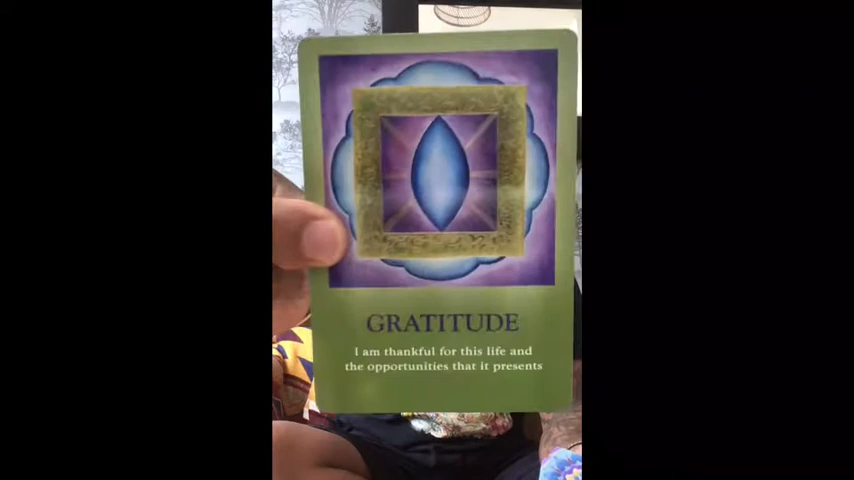 GRATITUDE
I am thankful for this life and
the opportunities that it presents